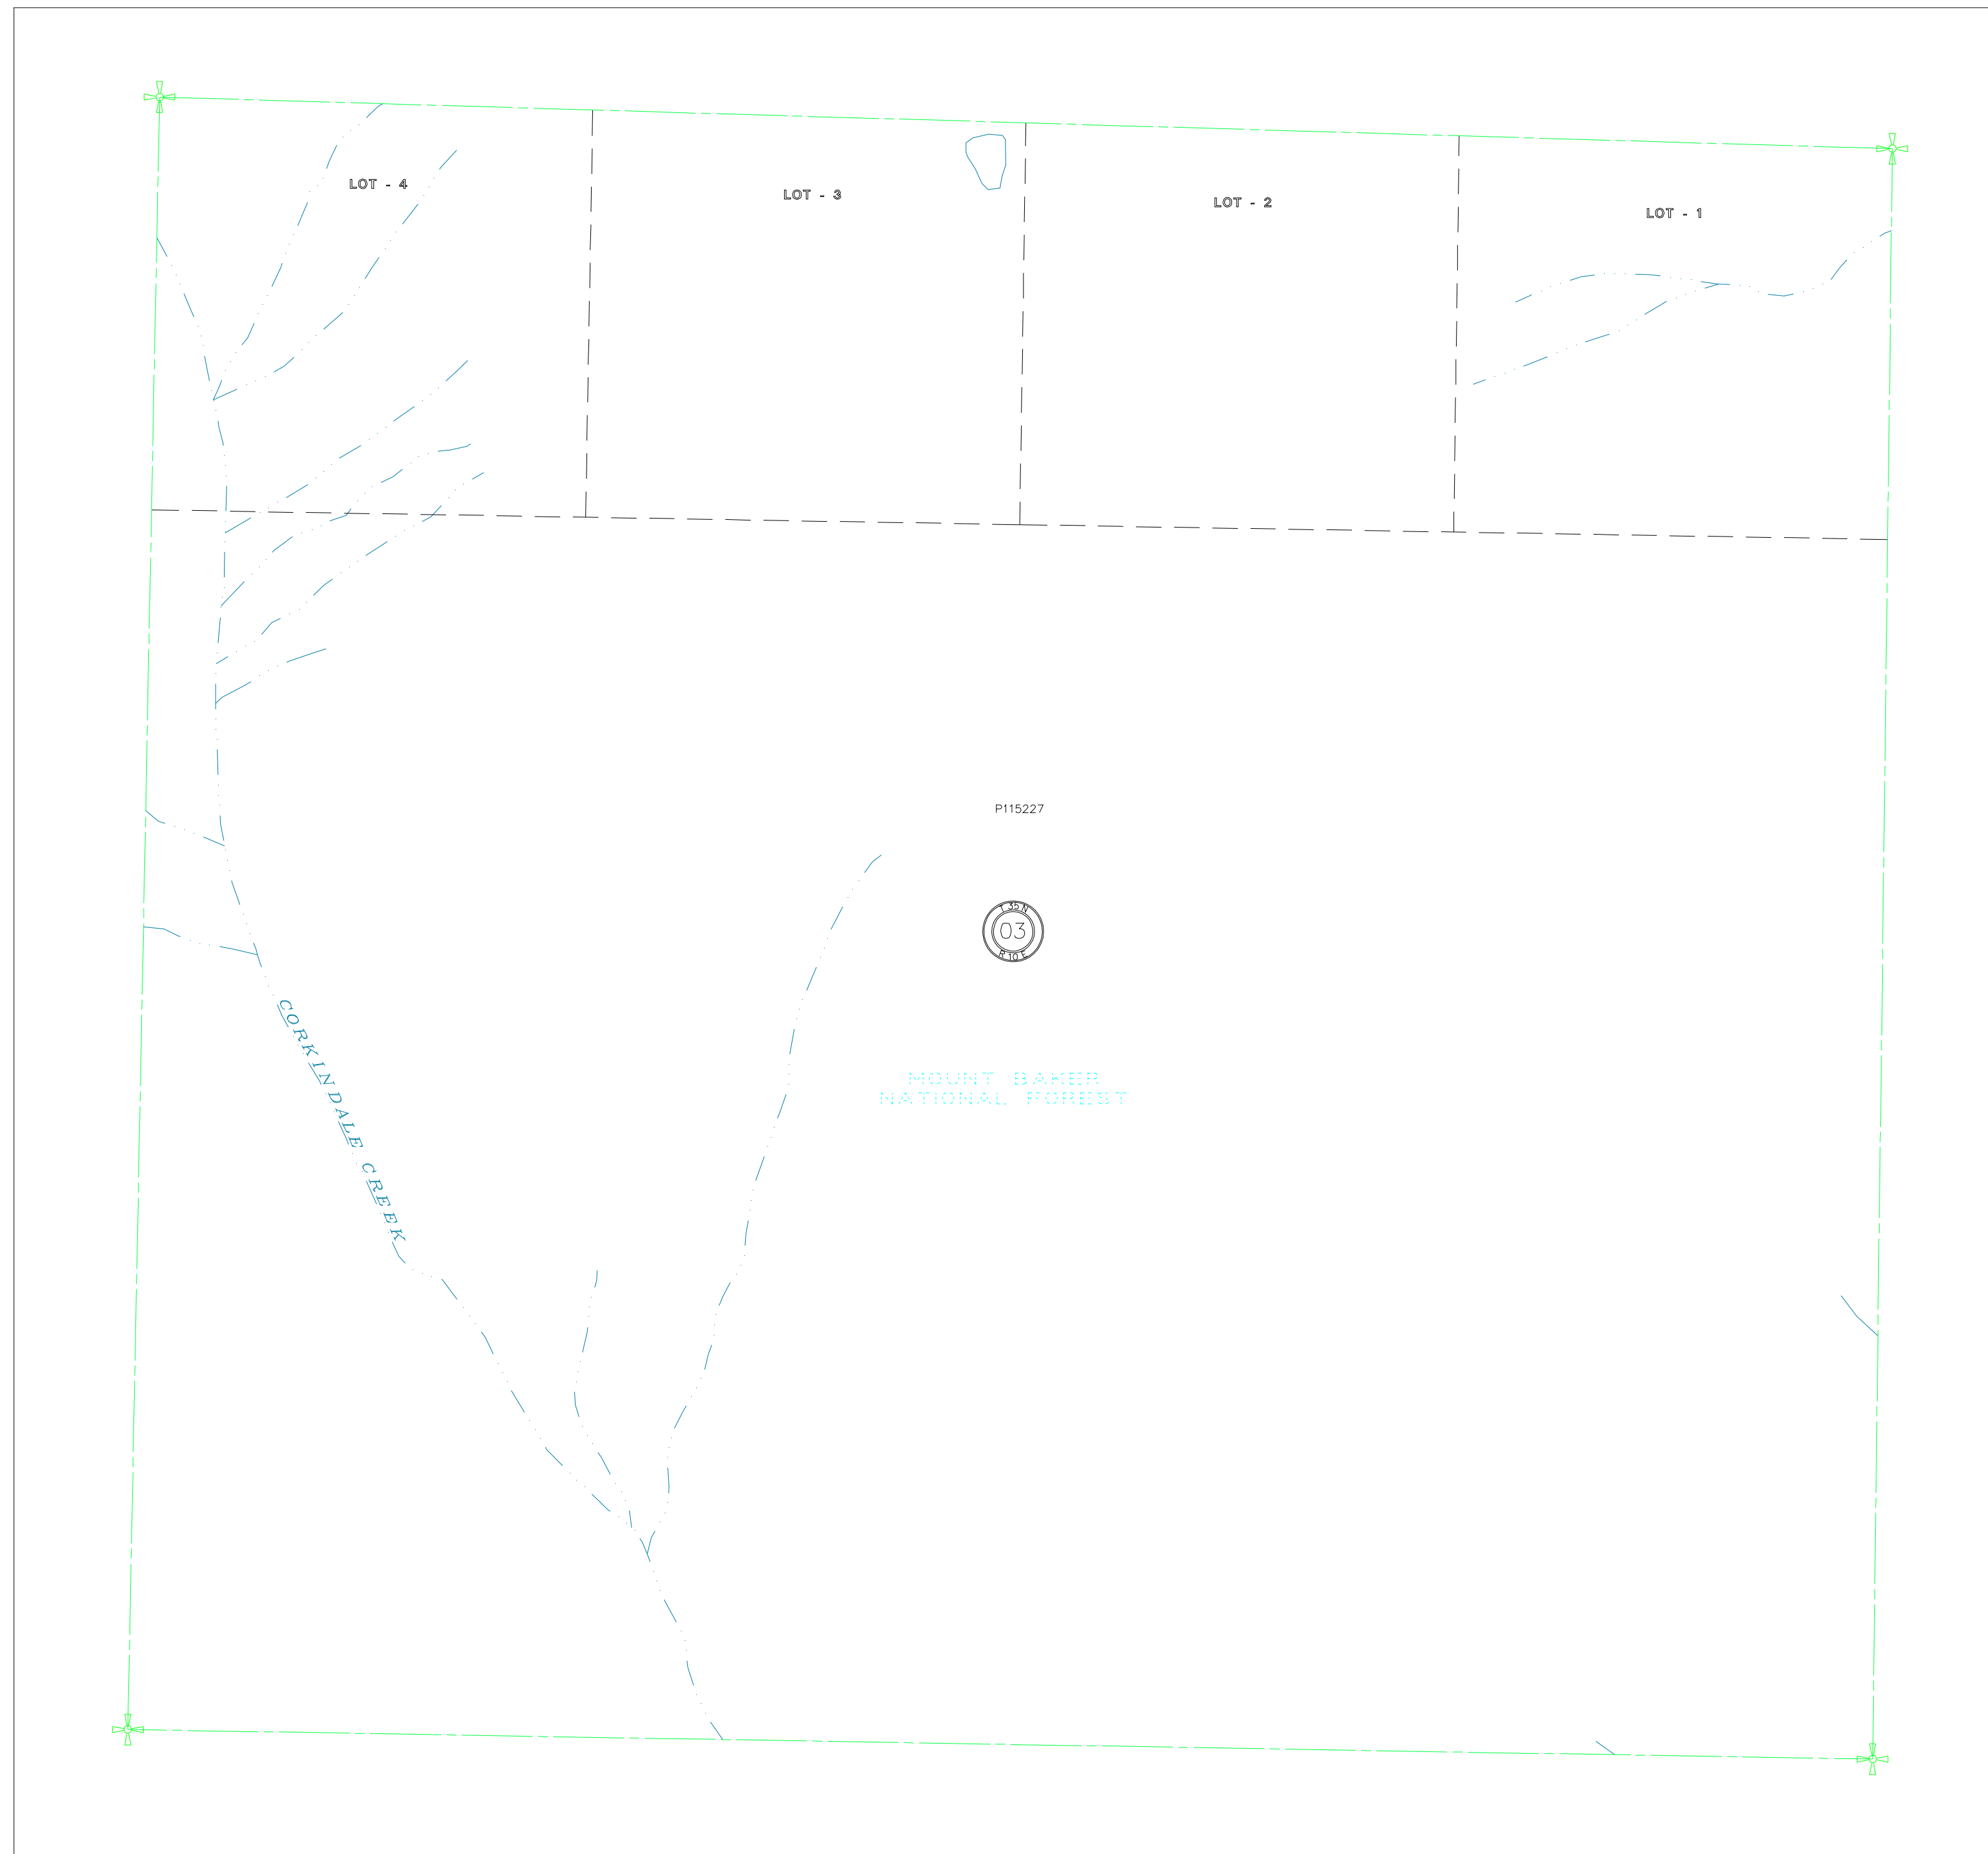 LOT - 4
LOT - 3
LOT - 2
LOT - 1
P115227
T 35 N
03
R 10 E
CORKINDALE CREEK
MOUNT BAKER
NATIONAL FOREST